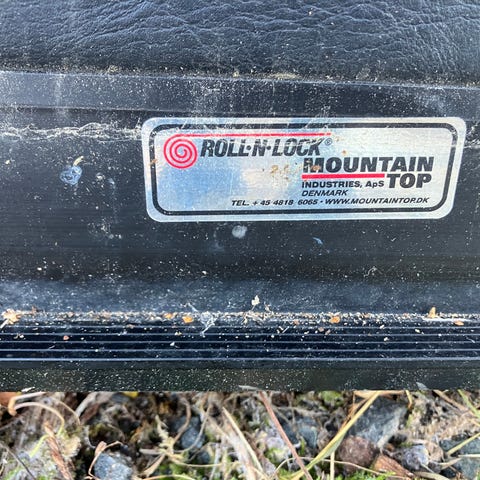 ROLL-N-LOCK®
MOUNTAIN
INDUSTRIES, ApS TOP
DENMARK
TEL. +45 4818 6065 · WWW.MOUNTAINTOP.DK